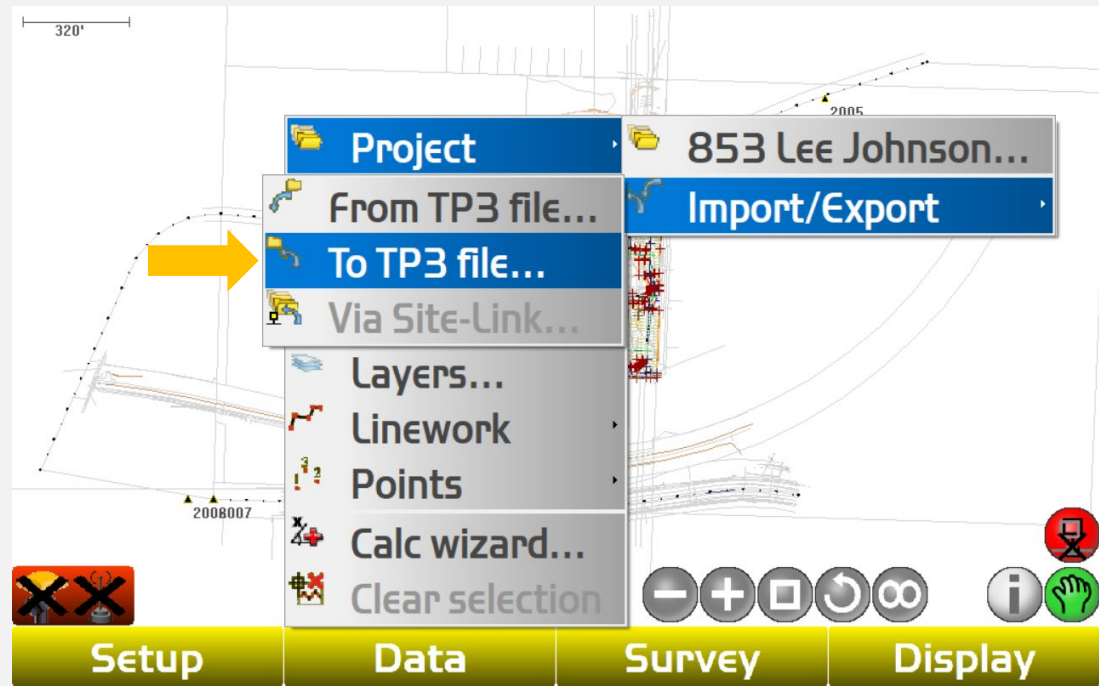 320'
2005
Project
853 Lee Johnson...
From TP3 file...
Import/Export
To TP3 file...
Via Site-Link...
Layers...
Linework
Points
2008007
Calc wizard...
Clear selection
Setup
Data
Survey
Display